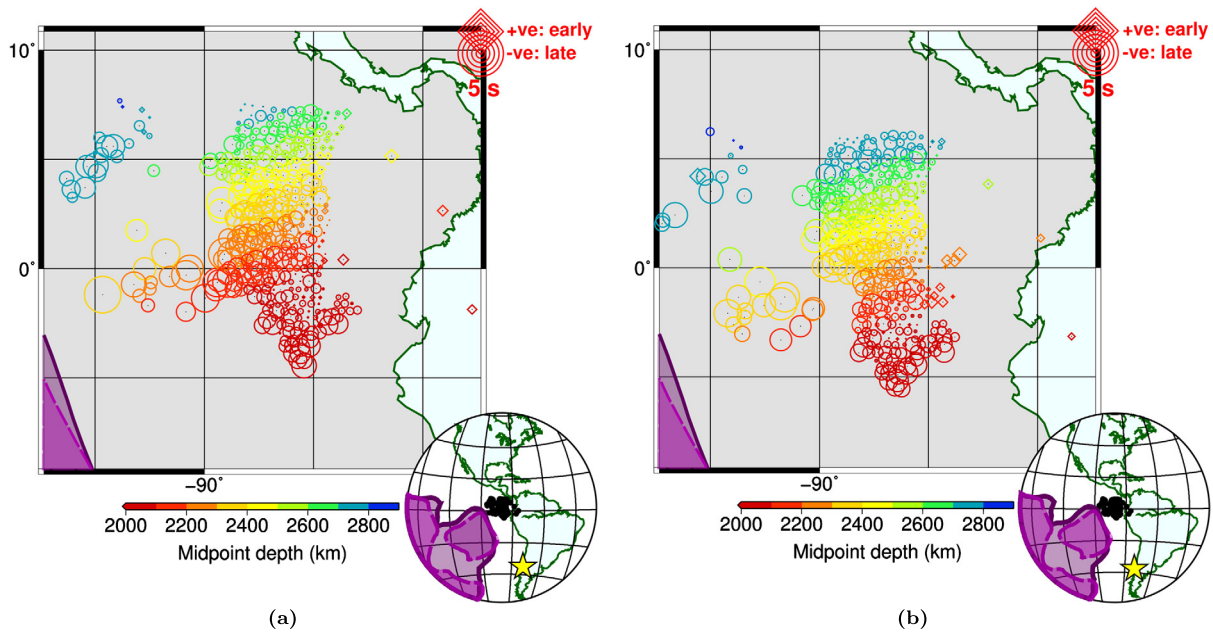 10°
0°
−90°
+ve: early
-ve: late
5 s
2000 2200 2400 2600 2800
Midpoint depth (km)
(a)
10°
0°
−90°
+ve: early
-ve: late
5 s
2000 2200 2400 2600 2800
Midpoint depth (km)
(b)